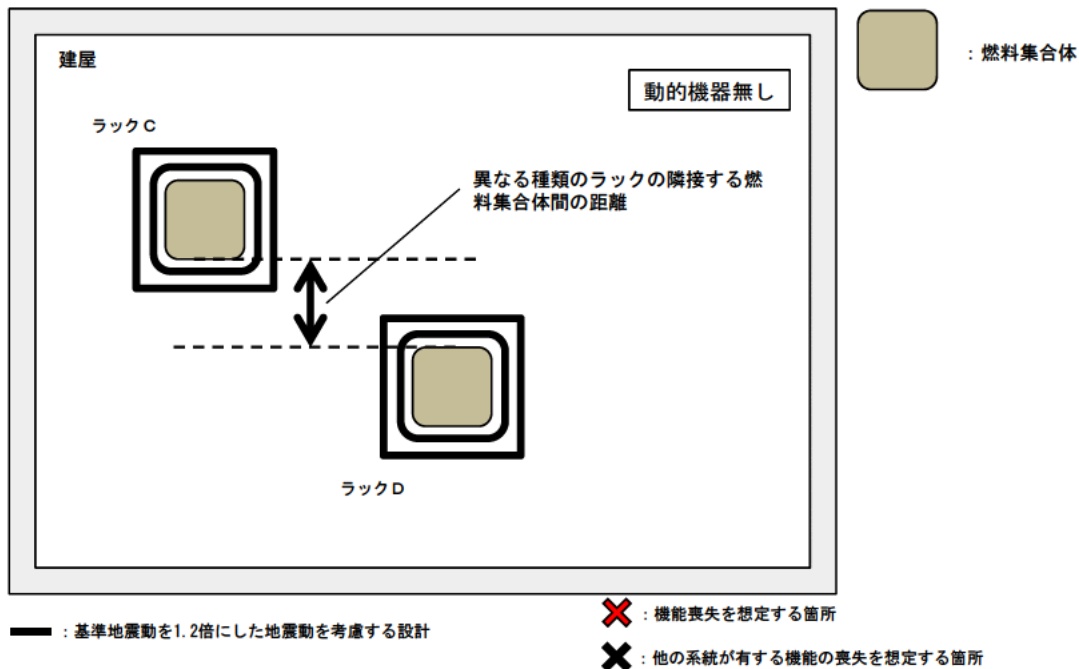 建屋
：燃料集合体
動的機器無し
ラックＣ
異なる種類のラックの隣接する燃
料集合体間の距離
ラックＤ
：基準地震動を1.2倍にした地震動を考慮する設計
：機能喪失を想定する箇所
：他の系統が有する機能の喪失を想定する箇所